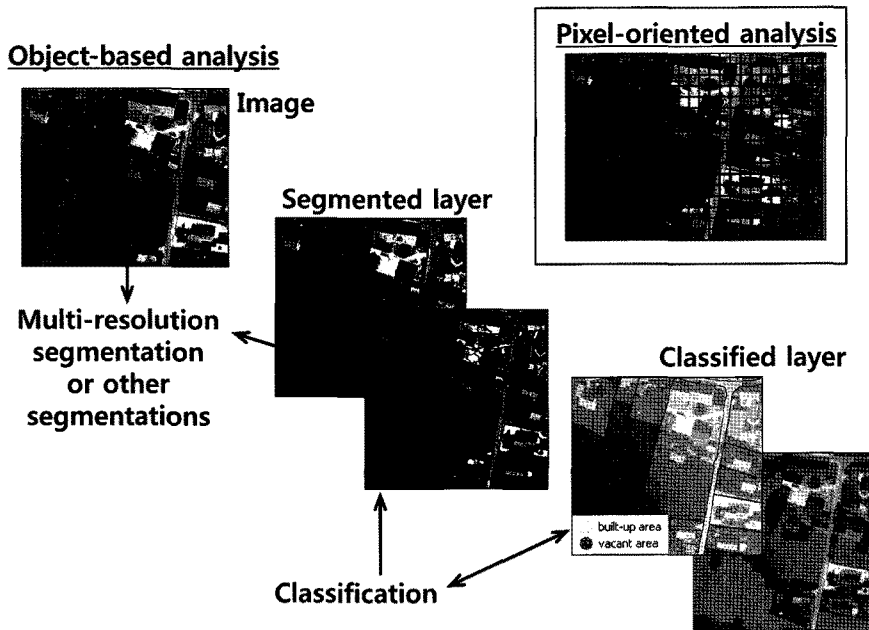 Object-based analysis
Image
Pixel-oriented analysis
Segmented layer
Multi-resolution
segmentation
or other
segmentations
Classified layer
built-up area
vacant area
Classification